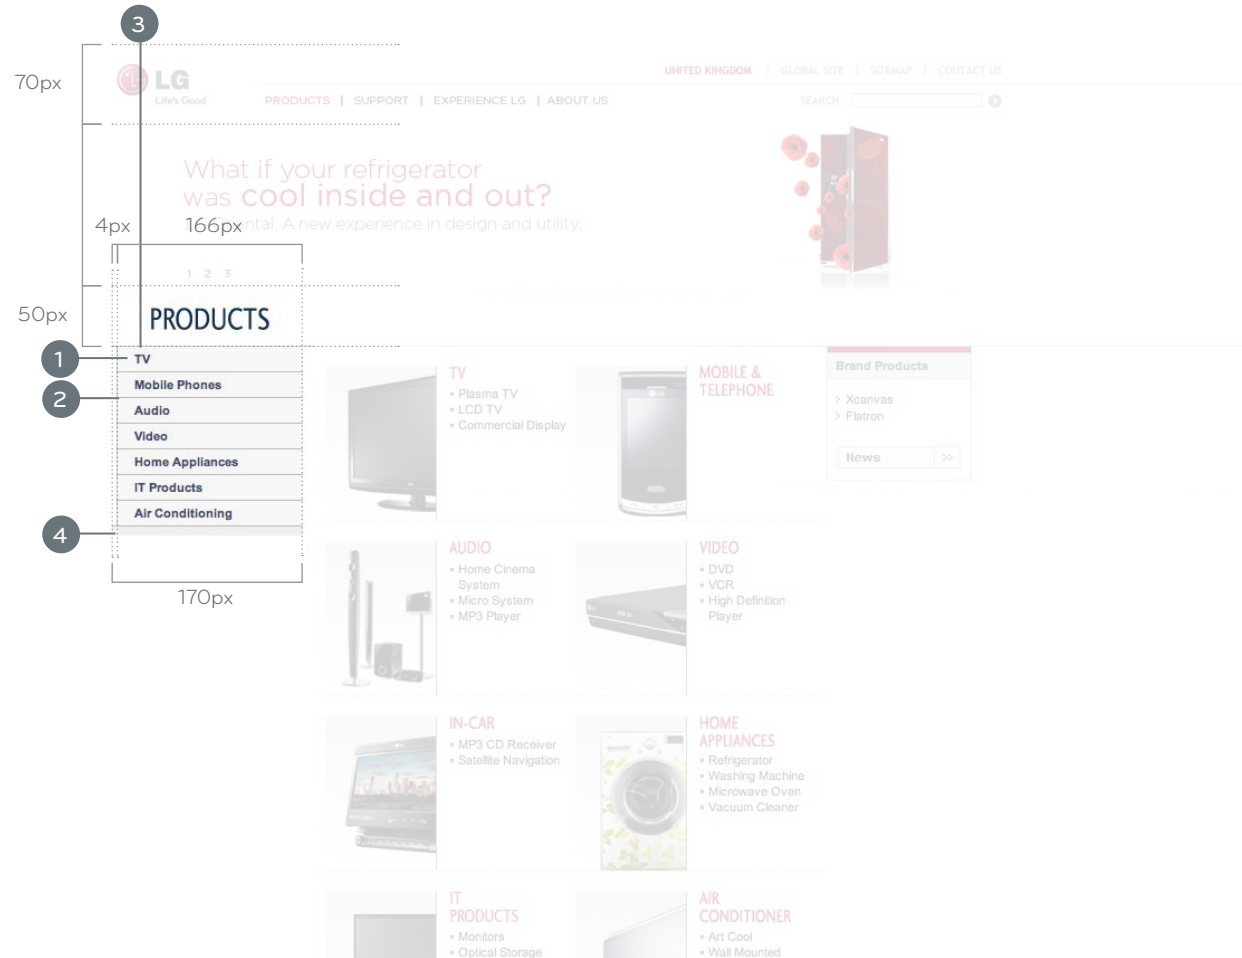 3
70px
LG
Life's Good
UNITED KINGDOM | GLOBAL SITE | SITEMAP | CONTACT US
PRODUCTS | SUPPORT | EXPERIENCE LG | ABOUT US
SEARCH
What if your refrigerator
was cool inside and out?
ntal. A new experience in design and utility.
4px
166px
1 2 3
50px
PRODUCTS
1
TV
Mobile Phones
2
Audio
Video
Home Appliances
IT Products
Air Conditioning
4
170px
TV
▪ Plasma TV
▪ LCD TV
▪ Commercial Display
MOBILE &
TELEPHONE
Brand Products
> Xcanvas
> Flatron
News >>
AUDIO
▪ Home Cinema
System
▪ Micro System
▪ MP3 Player
VIDEO
▪ DVD
▪ VCR
▪ High Definition
Player
IN-CAR
▪ MP3 CD Receiver
▪ Satellite Navigation
HOME
APPLIANCES
▪ Refrigerator
▪ Washing Machine
▪ Microwave Oven
▪ Vacuum Cleaner
IT
PRODUCTS
▪ Monitors
▪ Optical Storage
AIR
CONDITIONER
▪ Art Cool
▪ Wall Mounted